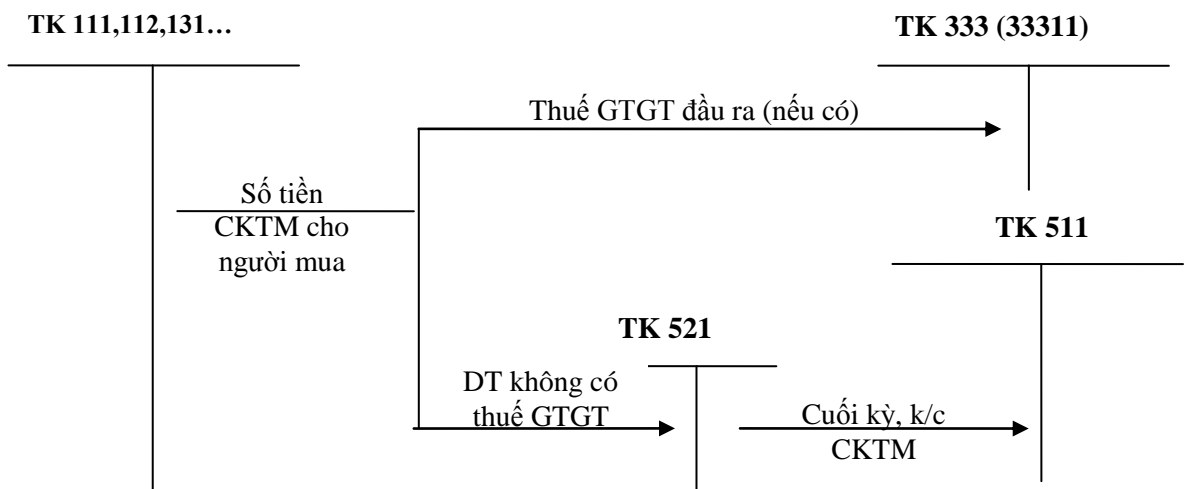 TK 111,112,131…
TK 333 (33311)
Thuế GTGT đầu ra (nếu có)
Số tiền
CKTM cho
người mua
TK 511
TK 521
DT không có
thuế GTGT
Cuối kỳ, k/c
CKTM